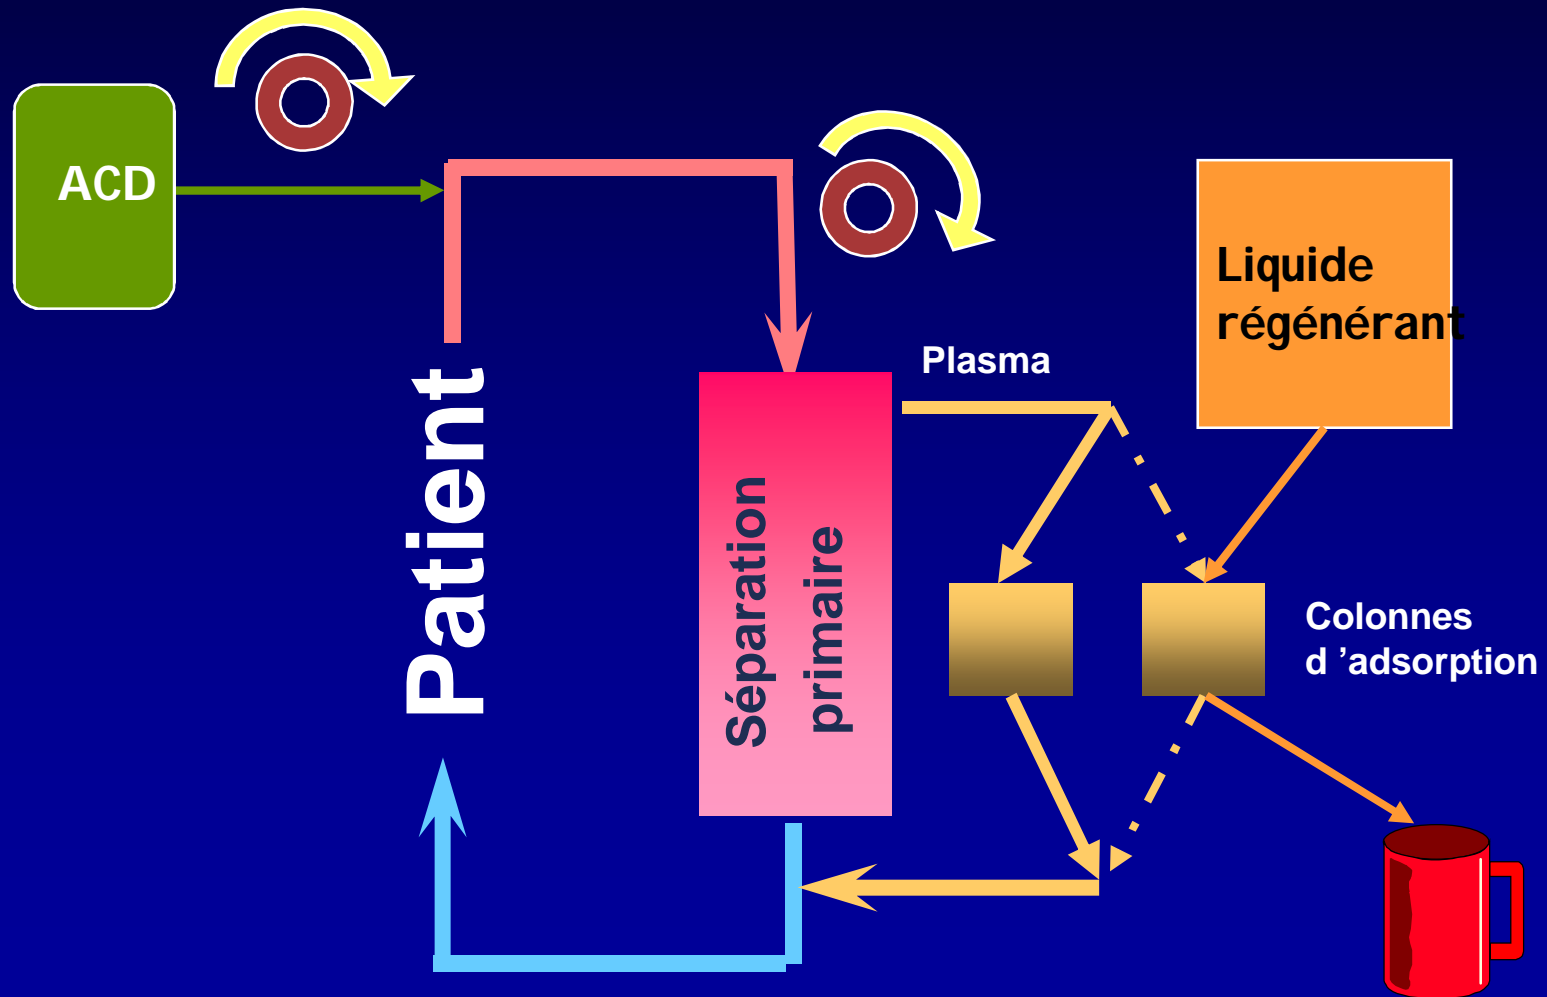 ACD
Liquide
régénérant
Plasma
Patient
Séparation
primaire
Colonnes
d ’adsorption